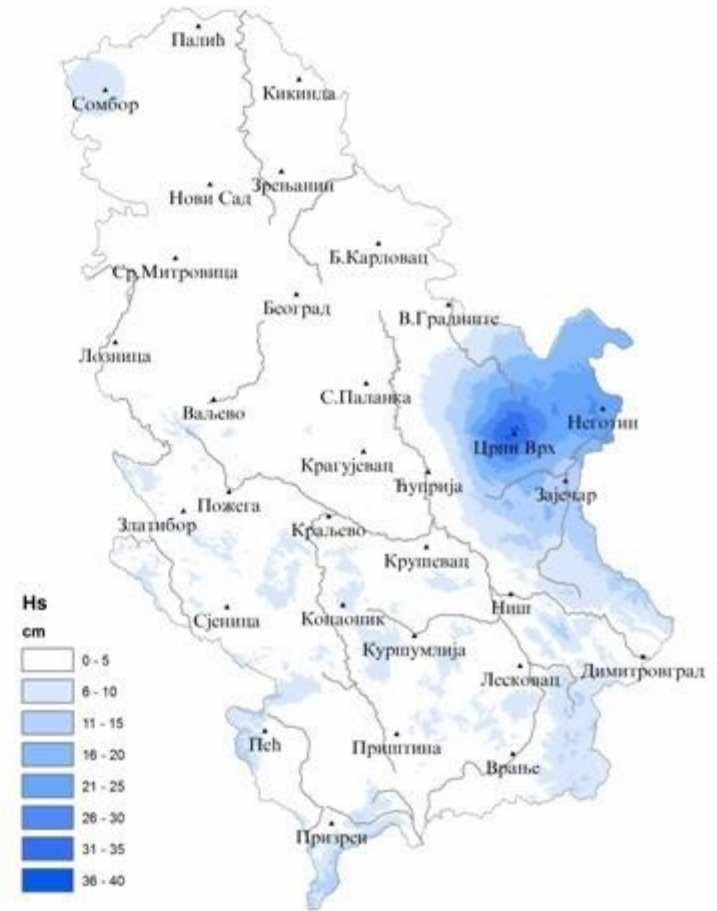 Палић
Кикинда
Сомбор
Зрењанин
Нови Сад
Б.Карловац
Ср.Митровица
Београд
В.Градиште
Лозница
С.Паланка
Ваљево
Неготин
Црни Врх
Крагујевац
Ћуприја
Зајечар
Пожега
Златибор
Краљево
Крушевац
Ниш
Hs
cm
Сјеница
Копаоник
Куршумлија
Димитровград
Лесковац
0 - 5
6 - 10
11 - 15
16 - 20
21 - 25
26 - 30
31 - 35
36 - 40
Пећ
Приштина
Врање
Призрен